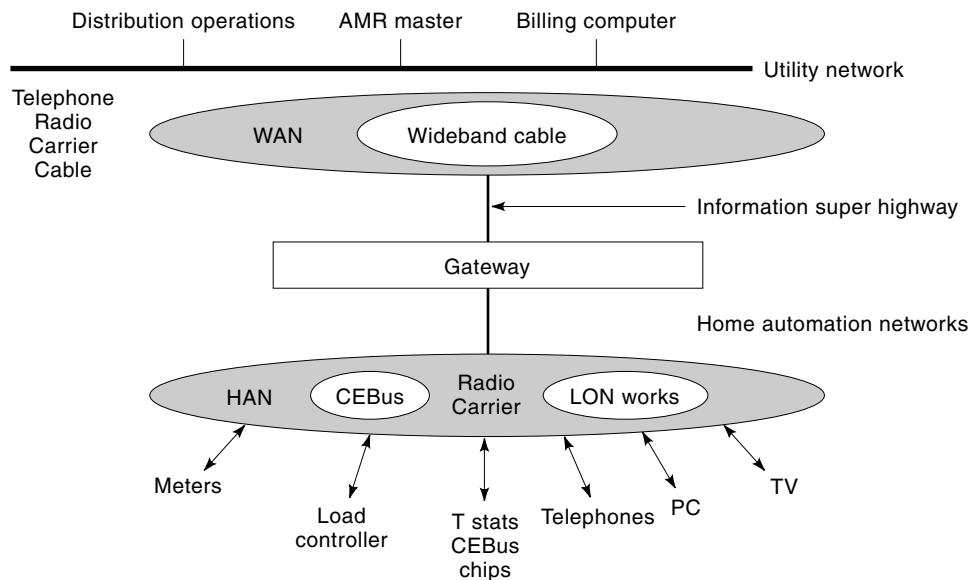 Distribution operations
AMR master
Billing computer
Utility network
Telephone
Radio
Carrier
Cable
WAN
Wideband cable
Information super highway
Gateway
Home automation networks
HAN
CEBus
Radio
Carrier
LON works
Meters
Load
controller
T stats
CEBus
chips
Telephones
PC
TV